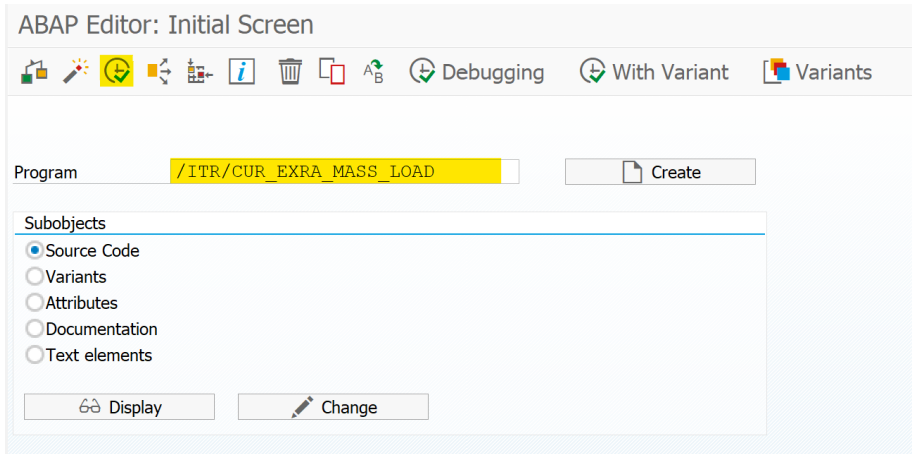 ABAP Editor: Initial Screen
Debugging With Variant Variants
Program /ITR/CUR_EXRA_MASS_LOAD Create
Subobjects
Source Code
Variants
Attributes
Documentation
Text elements
Display Change